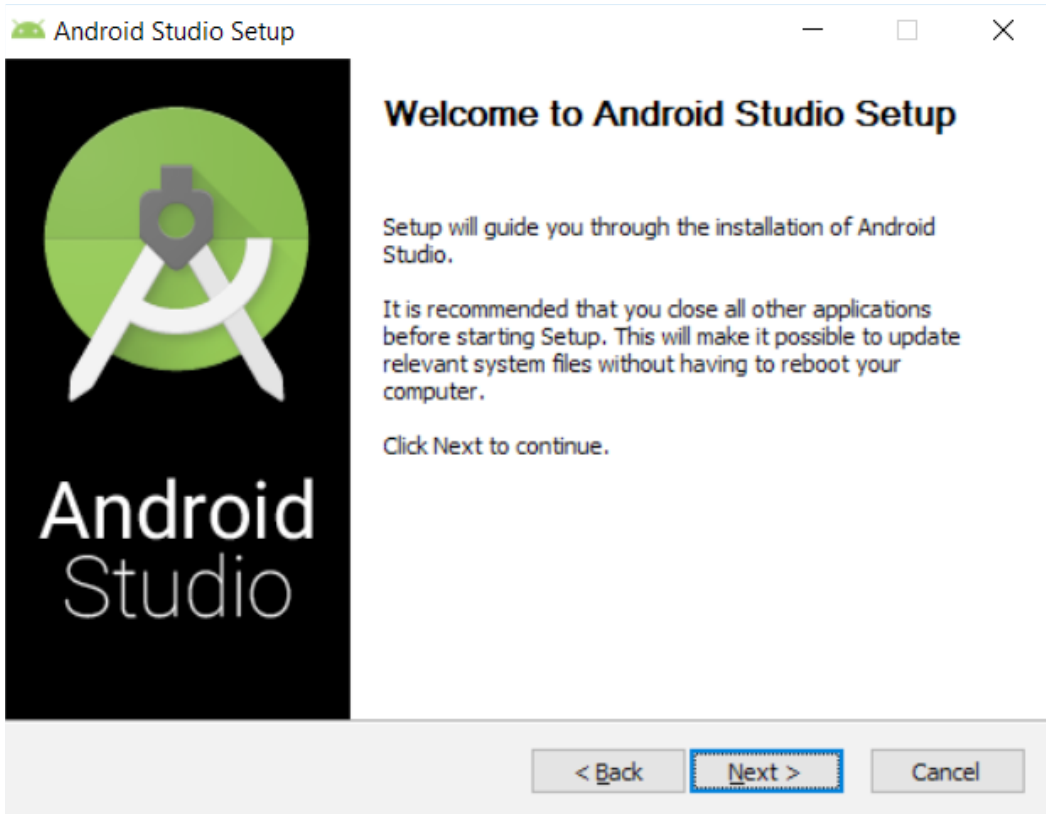 Android Studio Setup
Welcome to Android Studio Setup
Setup will guide you through the installation of Android
Studio.
It is recommended that you close all other applications
before starting Setup. This will make it possible to update
relevant system files without having to reboot your
computer.
Click Next to continue.
Android
Studio
< Back
Next >
Cancel